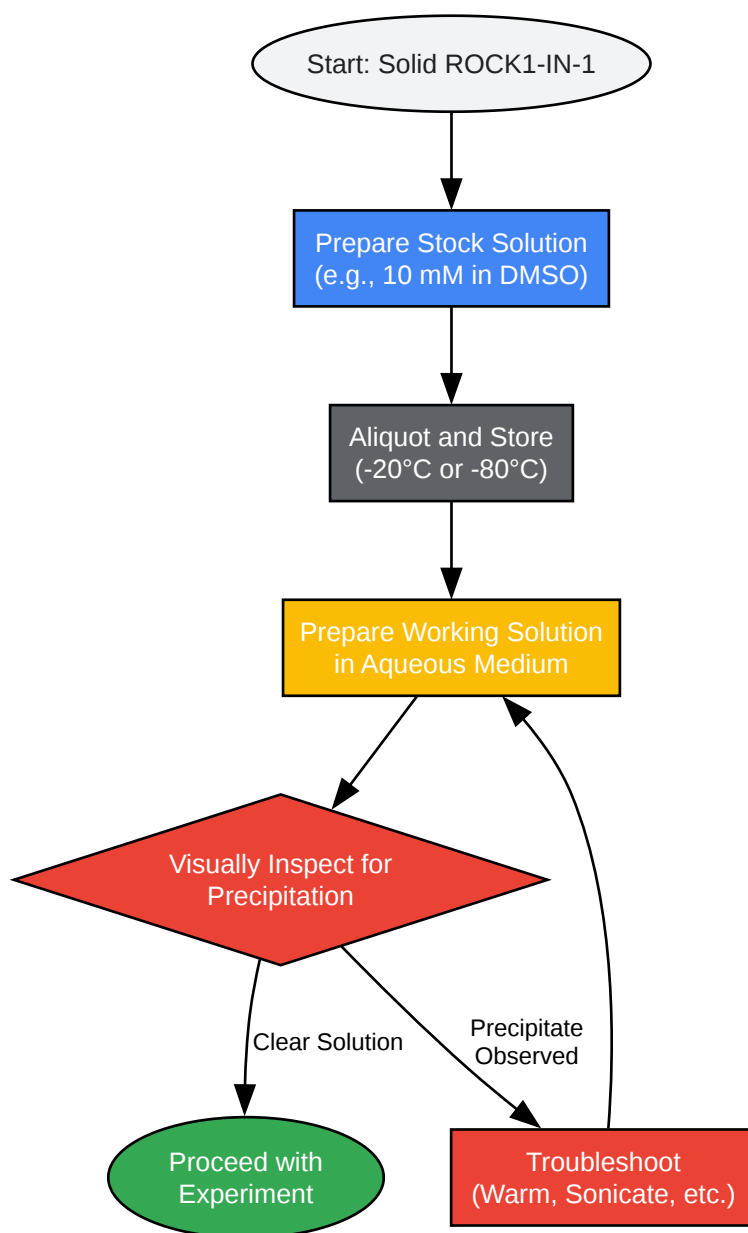 Start: Solid ROCK1-IN-1
Prepare Stock Solution
(e.g., 10 mM in DMSO)
Aliquot and Store
(-20°C or -80°C)
Prepare Working Solution
in Aqueous Medium
Visually Inspect for
Precipitation
Clear Solution
Precipitate
Observed
Proceed with
Experiment
Troubleshoot
(Warm, Sonicate, etc.)